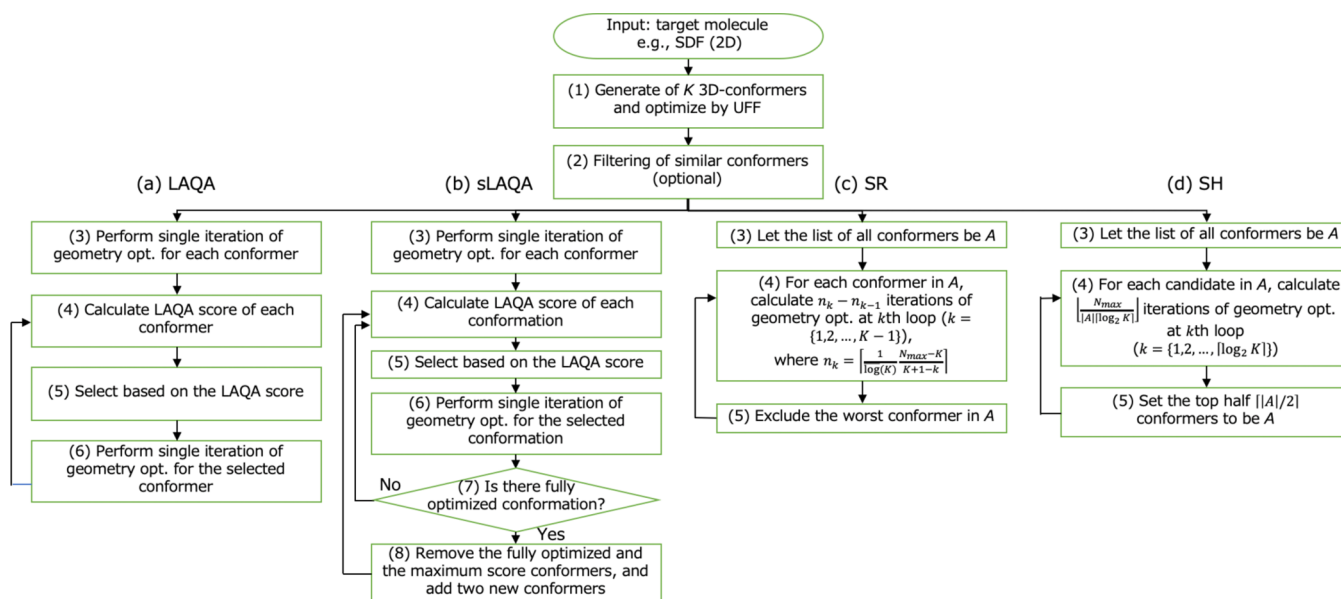 Input: target molecule
e.g., SDF (2D)
(1) Generate of K 3D-conformers
and optimize by UFF
(2) Filtering of similar conformers
(optional)
(a) LAQA
(3) Perform single iteration of
geometry opt. for each conformer
(4) Calculate LAQA score of each
conformer
(5) Select based on the LAQA score
(6) Perform single iteration of
geometry opt. for the selected
conformer
(b) sLAQA
(3) Perform single iteration of
geometry opt. for each conformer
(4) Calculate LAQA score of each
conformation
(5) Select based on the LAQA score
(6) Perform single iteration of
geometry opt. for the selected
conformation
No
(7) Is there fully
optimized conformation?
Yes
(8) Remove the fully optimized and
the maximum score conformers, and
add two new conformers
(c) SR
(3) Let the list of all conformers be A
(4) For each conformer in A,
calculate nₖ − nₖ₋₁ iterations of
geometry opt. at kth loop (k =
{1,2, …, K − 1}),
where nₖ = ⌈1/l̅o̅g̅(K) (Nₘₐₓ−K)/(K+1−k)⌉
(5) Exclude the worst conformer in A
(d) SH
(3) Let the list of all conformers be A
(4) For each candidate in A, calculate
⌊Nₘₐₓ/(|A|⌈log₂ K⌉)⌋ iterations of geometry opt.
at kth loop
(k = {1,2, …, ⌈log₂ K⌉})
(5) Set the top half ⌈|A|/2⌉
conformers to be A